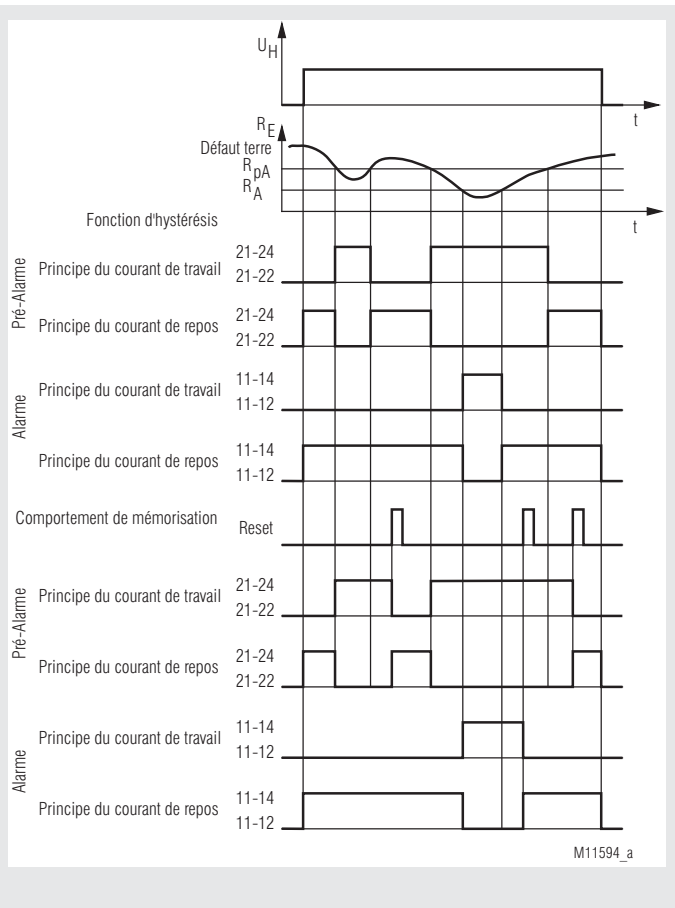 UH
t
RE
Défaut terre
RpA
RA
t
Fonction d'hystérésis
Pré-Alarme
Principe du courant de travail
21-24
21-22
Principe du courant de repos
21-24
21-22
Alarme
Principe du courant de travail
11-14
11-12
Principe du courant de repos
11-14
11-12
Comportement de mémorisation
Reset
Pré-Alarme
Principe du courant de travail
21-24
21-22
Principe du courant de repos
21-24
21-22
Alarme
Principe du courant de travail
11-14
11-12
Principe du courant de repos
11-14
11-12
M11594_a